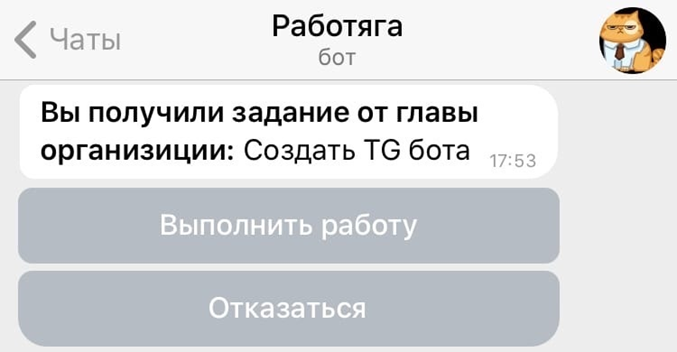 Чаты
Работяга
бот
Вы получили задание от главы
организиции: Создать TG бота 17:53
Выполнить работу
Отказаться